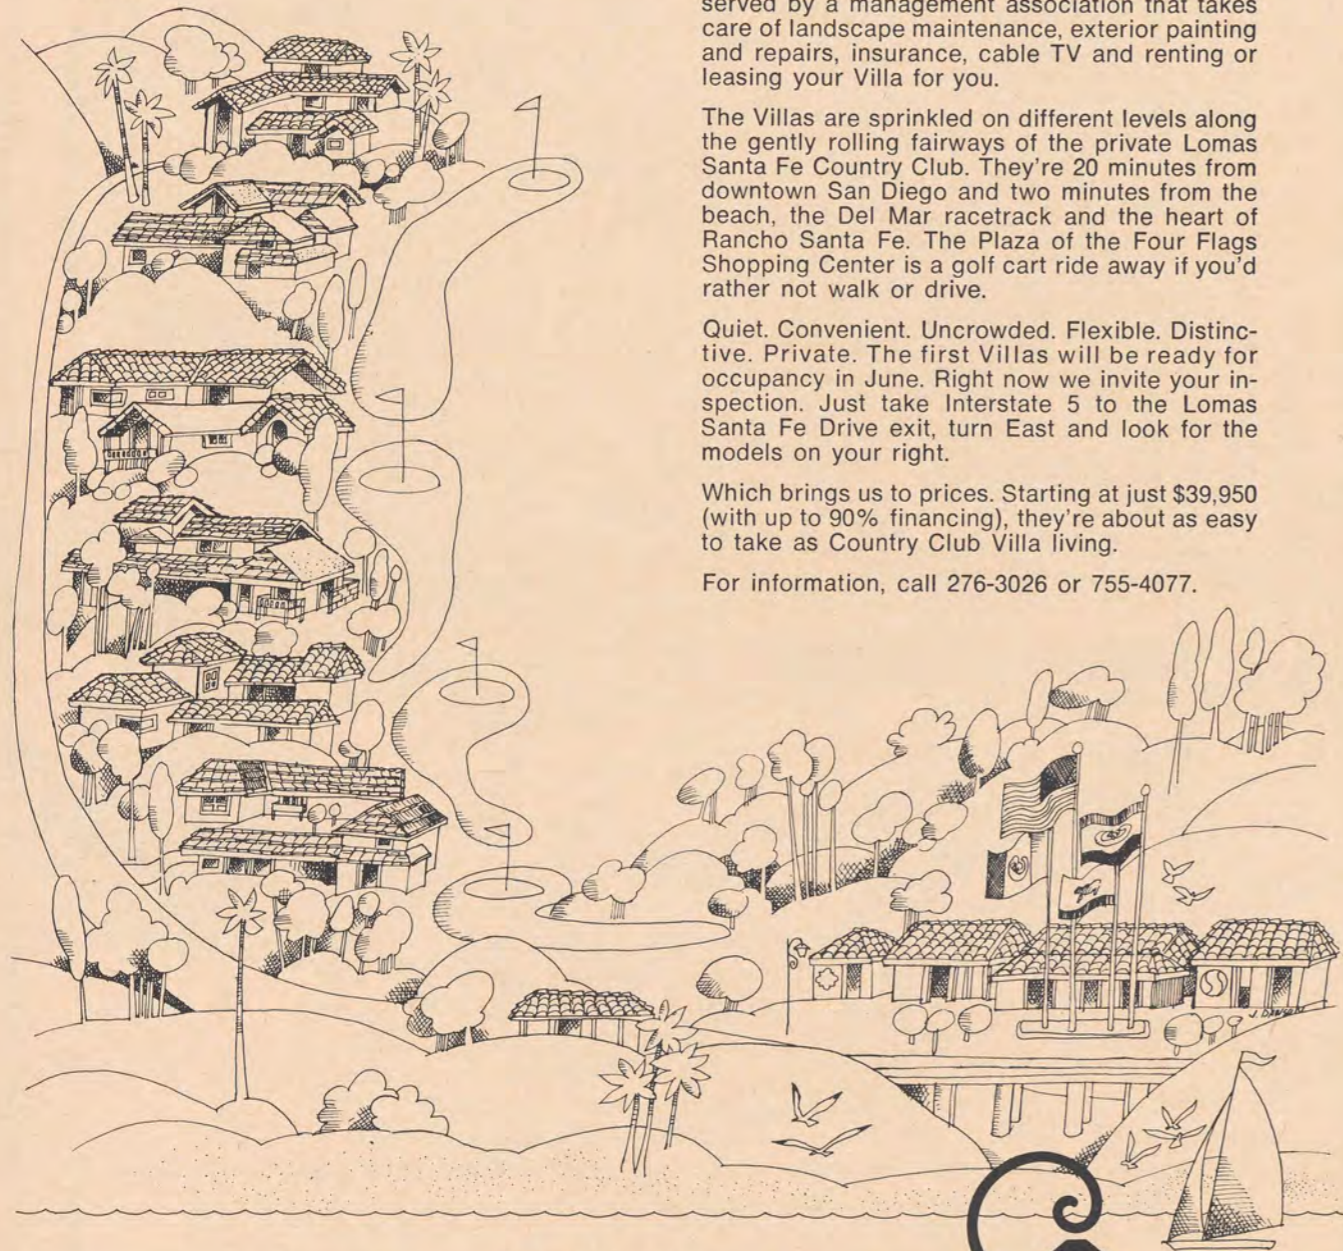 served by a management association that takes
care of landscape maintenance, exterior painting
and repairs, insurance, cable TV and renting or
leasing your Villa for you.
The Villas are sprinkled on different levels along
the gently rolling fairways of the private Lomas
Santa Fe Country Club. They're 20 minutes from
downtown San Diego and two minutes from the
beach, the Del Mar racetrack and the heart of
Rancho Santa Fe. The Plaza of the Four Flags
Shopping Center is a golf cart ride away if you'd
rather not walk or drive.
Quiet. Convenient. Uncrowded. Flexible. Distinc-
tive. Private. The first Villas will be ready for
occupancy in June. Right now we invite your in-
spection. Just take Interstate 5 to the Lomas
Santa Fe Drive exit, turn East and look for the
models on your right.
Which brings us to prices. Starting at just $39,950
(with up to 90% financing), they're about as easy
to take as Country Club Villa living.
For information, call 276-3026 or 755-4077.